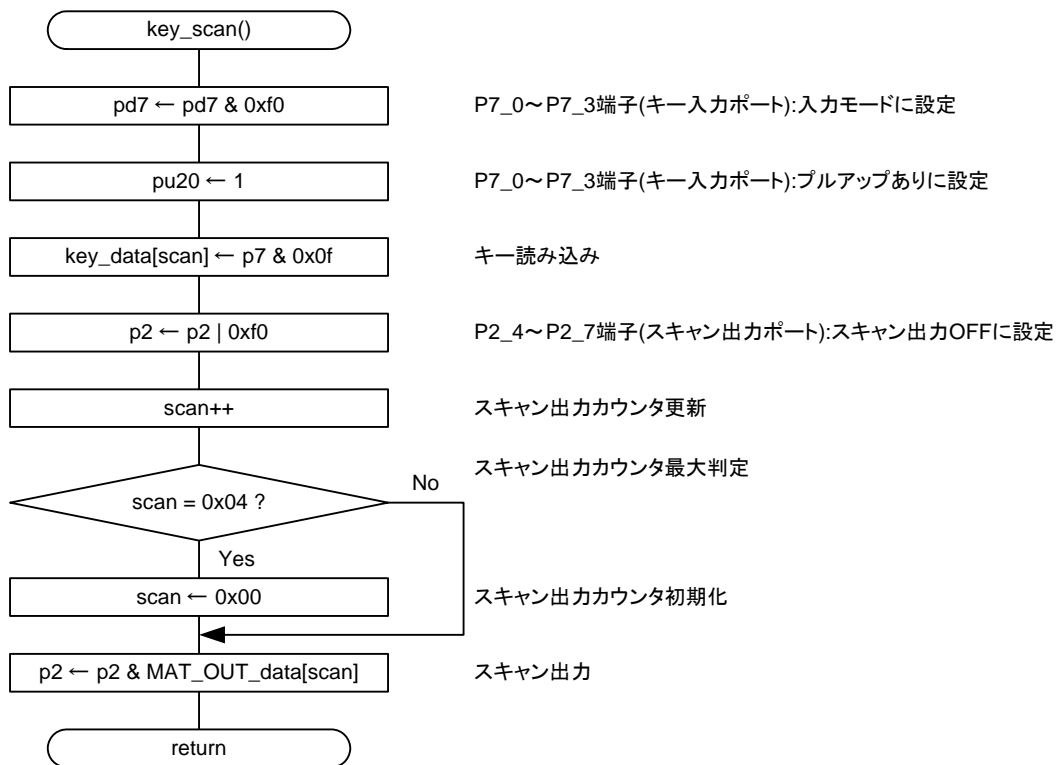 key_scan()
pd7 ← pd7 & 0xf0
P7_0～P7_3端子(キー入力ポート):入力モードに設定
pu20 ← 1
P7_0～P7_3端子(キー入力ポート):プルアップありに設定
key_data[scan] ← p7 & 0x0f
キー読み込み
p2 ← p2 | 0xf0
P2_4～P2_7端子(スキャン出力ポート):スキャン出力OFFに設定
scan++
スキャン出力カウンタ更新
スキャン出力カウンタ最大判定
No
scan = 0x04 ?
Yes
scan ← 0x00
スキャン出力カウンタ初期化
p2 ← p2 & MAT_OUT_data[scan]
スキャン出力
return